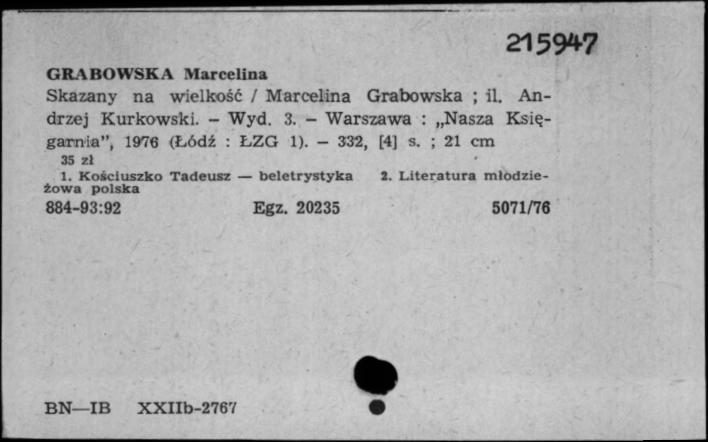 215947
GRABOWSKA Marcelina
Skazany na wielkość / Marcelina Grabowska ; il. An-
drzej Kurkowski. – Wyd. 3. – Warszawa : „Nasza Księ-
garnia”, 1976 (Łódź : ŁZG 1). – 332, [4] s. ; 21 cm
35 zł
1. Kościuszko Tadeusz — beletrystyka 2. Literatura młodzie-
żowa polska
884-93:92 Egz. 20235 5071/76
BN—IB XXIIb-2767